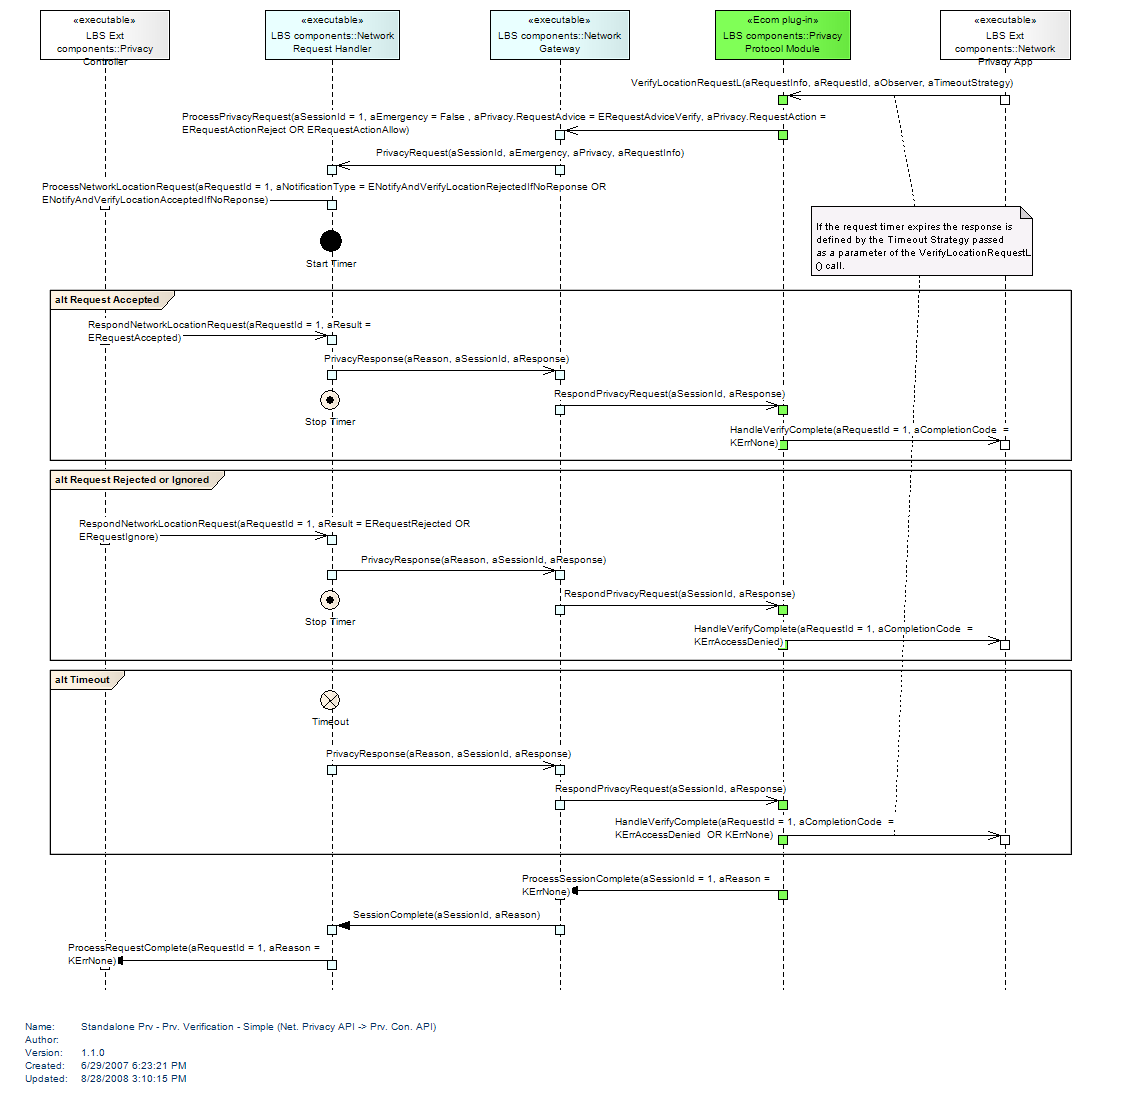 «executable»
LBS Ext
components::Privacy
Controller
«executable»
LBS components::Network
Request Handler
«executable»
LBS components::Network
Gateway
«Ecom plug-in»
LBS components::Privacy
Protocol Module
«executable»
LBS Ext
components::Network
Privacy App
VerifyLocationRequestL(aRequestInfo, aRequestId, aObserver, aTimeoutStrategy)
ProcessPrivacyRequest(aSessionId = 1, aEmergency = False , aPrivacy.RequestAdvice = ERequestAdviceVerify, aPrivacy.RequestAction =
ERequestActionReject OR ERequestActionAllow)
PrivacyRequest(aSessionId, aEmergency, aPrivacy, aRequestInfo)
ProcessNetworkLocationRequest(aRequestId = 1, aNotificationType = ENotifyAndVerifyLocationRejectedIfNoReponse OR
ENotifyAndVerifyLocationAcceptedIfNoReponse)
Start Timer
If the request timer expires the response is
defined by the Timeout Strategy passed
as a parameter of the VerifyLocationRequestL
() call.
alt Request Accepted
RespondNetworkLocationRequest(aRequestId = 1, aResult =
ERequestAccepted)
PrivacyResponse(aReason, aSessionId, aResponse)
RespondPrivacyRequest(aSessionId, aResponse)
Stop Timer
HandleVerifyComplete(aRequestId = 1, aCompletionCode =
KErrNone)
alt Request Rejected or Ignored
RespondNetworkLocationRequest(aRequestId = 1, aResult = ERequestRejected OR
ERequestIgnore)
PrivacyResponse(aReason, aSessionId, aResponse)
RespondPrivacyRequest(aSessionId, aResponse)
Stop Timer
HandleVerifyComplete(aRequestId = 1, aCompletionCode =
KErrAccessDenied)
alt Timeout
Timeout
PrivacyResponse(aReason, aSessionId, aResponse)
RespondPrivacyRequest(aSessionId, aResponse)
HandleVerifyComplete(aRequestId = 1, aCompletionCode =
KErrAccessDenied OR KErrNone)
ProcessSessionComplete(aSessionId = 1, aReason =
KErrNone)
SessionComplete(aSessionId, aReason)
ProcessRequestComplete(aRequestId = 1, aReason =
KErrNone)
Name: Standalone Prv - Prv. Verification - Simple (Net. Privacy API -> Prv. Con. API)
Author:
Version: 1.1.0
Created: 6/29/2007 6:23:21 PM
Updated: 8/28/2008 3:10:15 PM